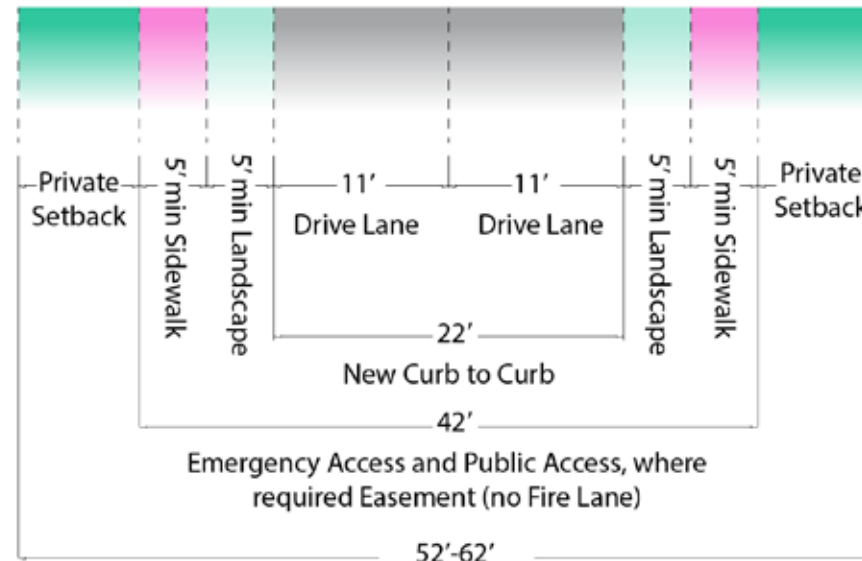 Private
Setback
5’ min Sidewalk
5’ min Landscape
11’
Drive Lane
11’
Drive Lane
5’ min Landscape
5’ min Sidewalk
Private
Setback
22’
New Curb to Curb
42’
Emergency Access and Public Access, where
required Easement (no Fire Lane)
52’-62’